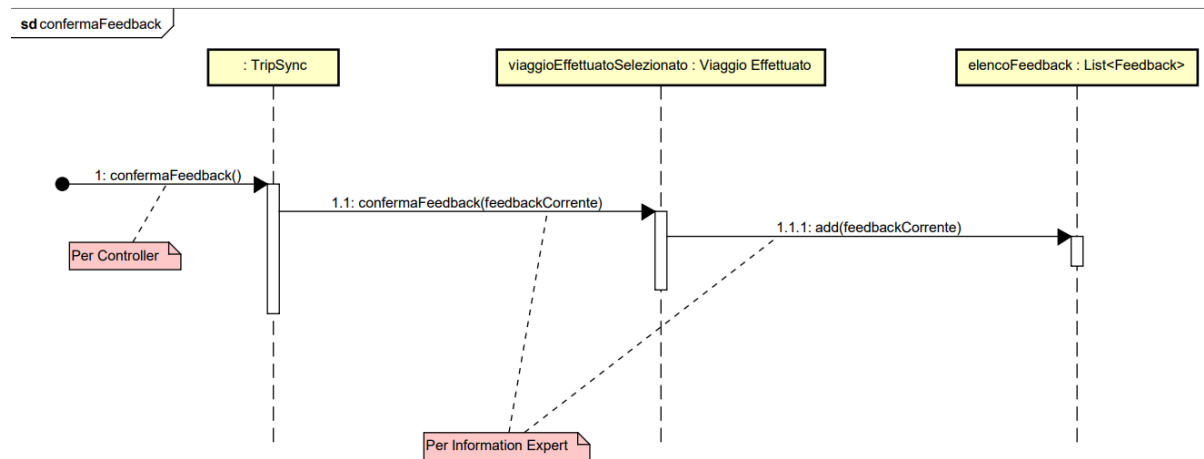 sd confermaFeedback
: TripSync
viaggioEffettuatoSelezionato : Viaggio Effettuato
elencoFeedback : List<Feedback>
1: confermaFeedback()
1.1: confermaFeedback(feedbackCorrente)
1.1.1: add(feedbackCorrente)
Per Controller
Per Information Expert